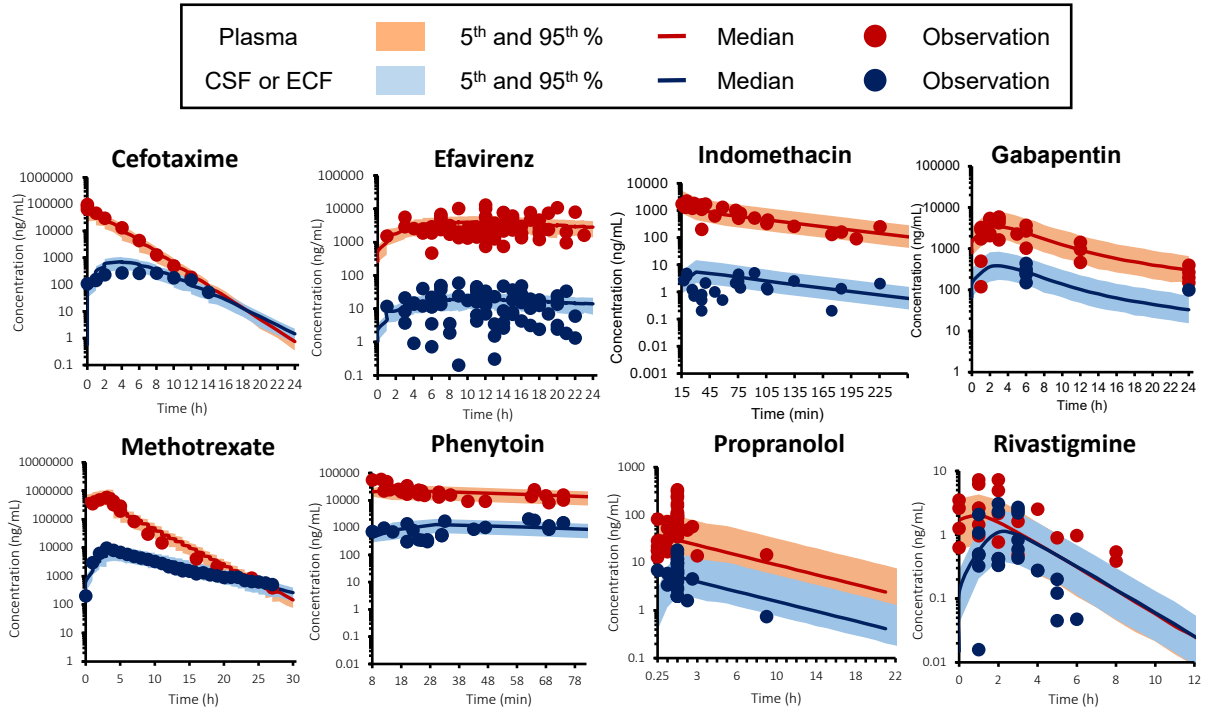 Plasma 5th and 95th % Median Observation
CSF or ECF 5th and 95th % Median Observation
Cefotaxime
Concentration (ng/mL)
1000000
100000
10000
1000
100
10
1
0.1
0 2 4 6 8 10 12 14 16 18 20 22 24
Time (h)
Efavirenz
Concentration (ng/mL)
100000
10000
1000
100
10
1
0.1
0 2 4 6 8 10 12 14 16 18 20 22 24
Time (h)
Indomethacin
Concentration (ng/mL)
10000
1000
100
10
1
0.1
0.01
0.001
15 45 75 105 135 165 195 225
Time (min)
Gabapentin
Concentration (ng/mL)
100000
10000
1000
100
10
1
0 2 4 6 8 10 12 14 16 18 20 22 24
Time (h)
Methotrexate
Concentration (ng/mL)
10000000
1000000
100000
10000
1000
100
10
1
0 5 10 15 20 25 30
Time (h)
Phenytoin
Concentration (ng/mL)
100000
10000
1000
100
10
1
0.1
0.01
8 18 28 38 48 58 68 78
Time (min)
Propranolol
Concentration (ng/mL)
1000
100
10
1
0.1
0.25 3 6 8 11 14 17 19 22
Time (h)
Rivastigmine
Concentration (ng/mL)
10
1
0.1
0.01
0 2 4 6 8 10 12
Time (h)